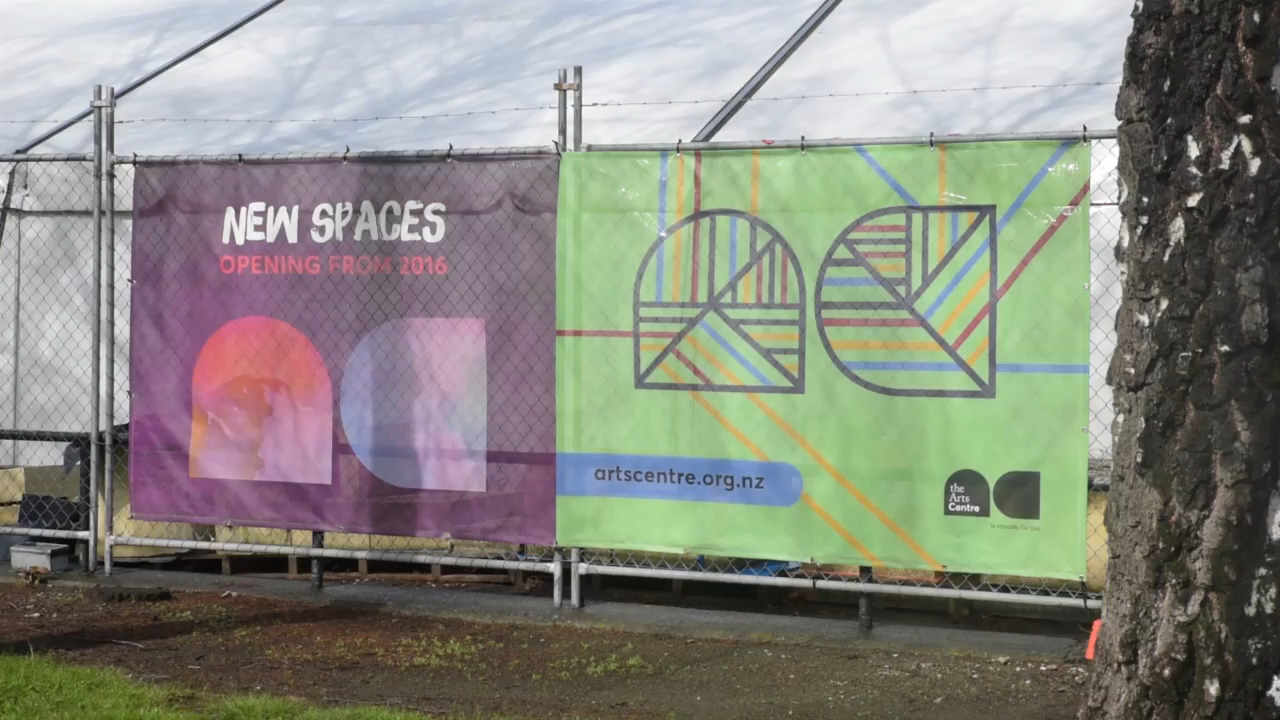 NEW SPACES
OPENING FROM 2016
artscentre.org.nz
the
Arts
Centre